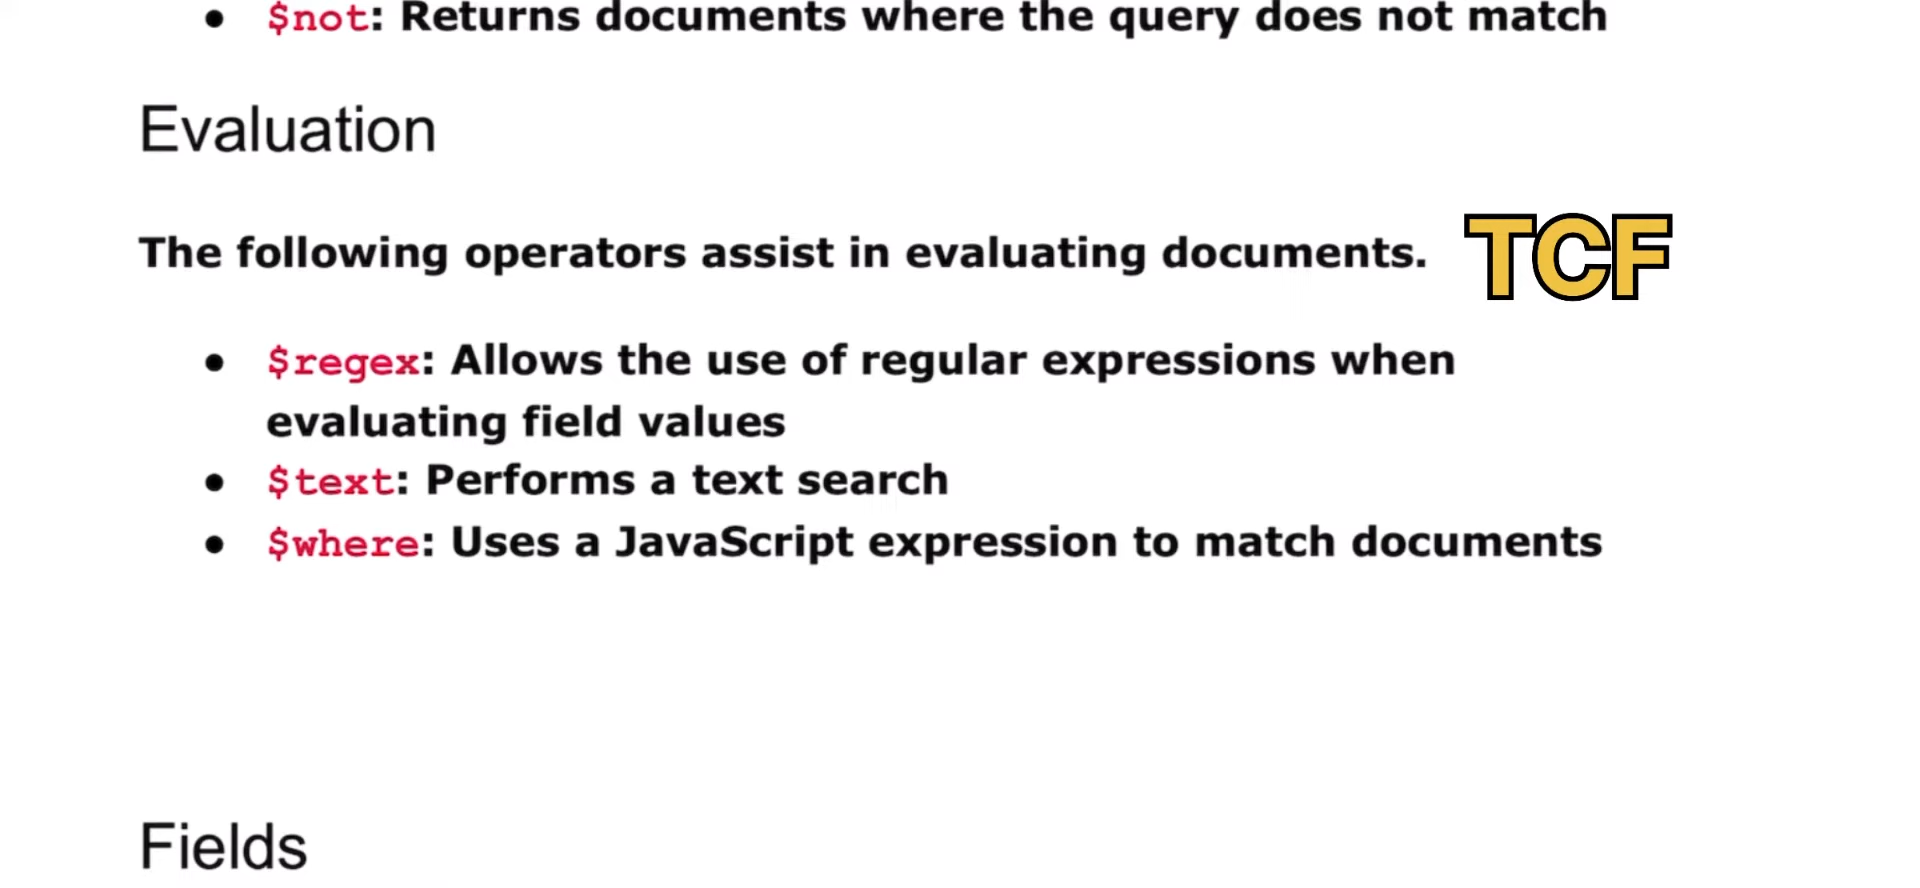 • $not: Returns documents where the query does not match
Evaluation
The following operators assist in evaluating documents.
TCF
• $regex: Allows the use of regular expressions when
evaluating field values
• $text: Performs a text search
• $where: Uses a JavaScript expression to match documents
Fields